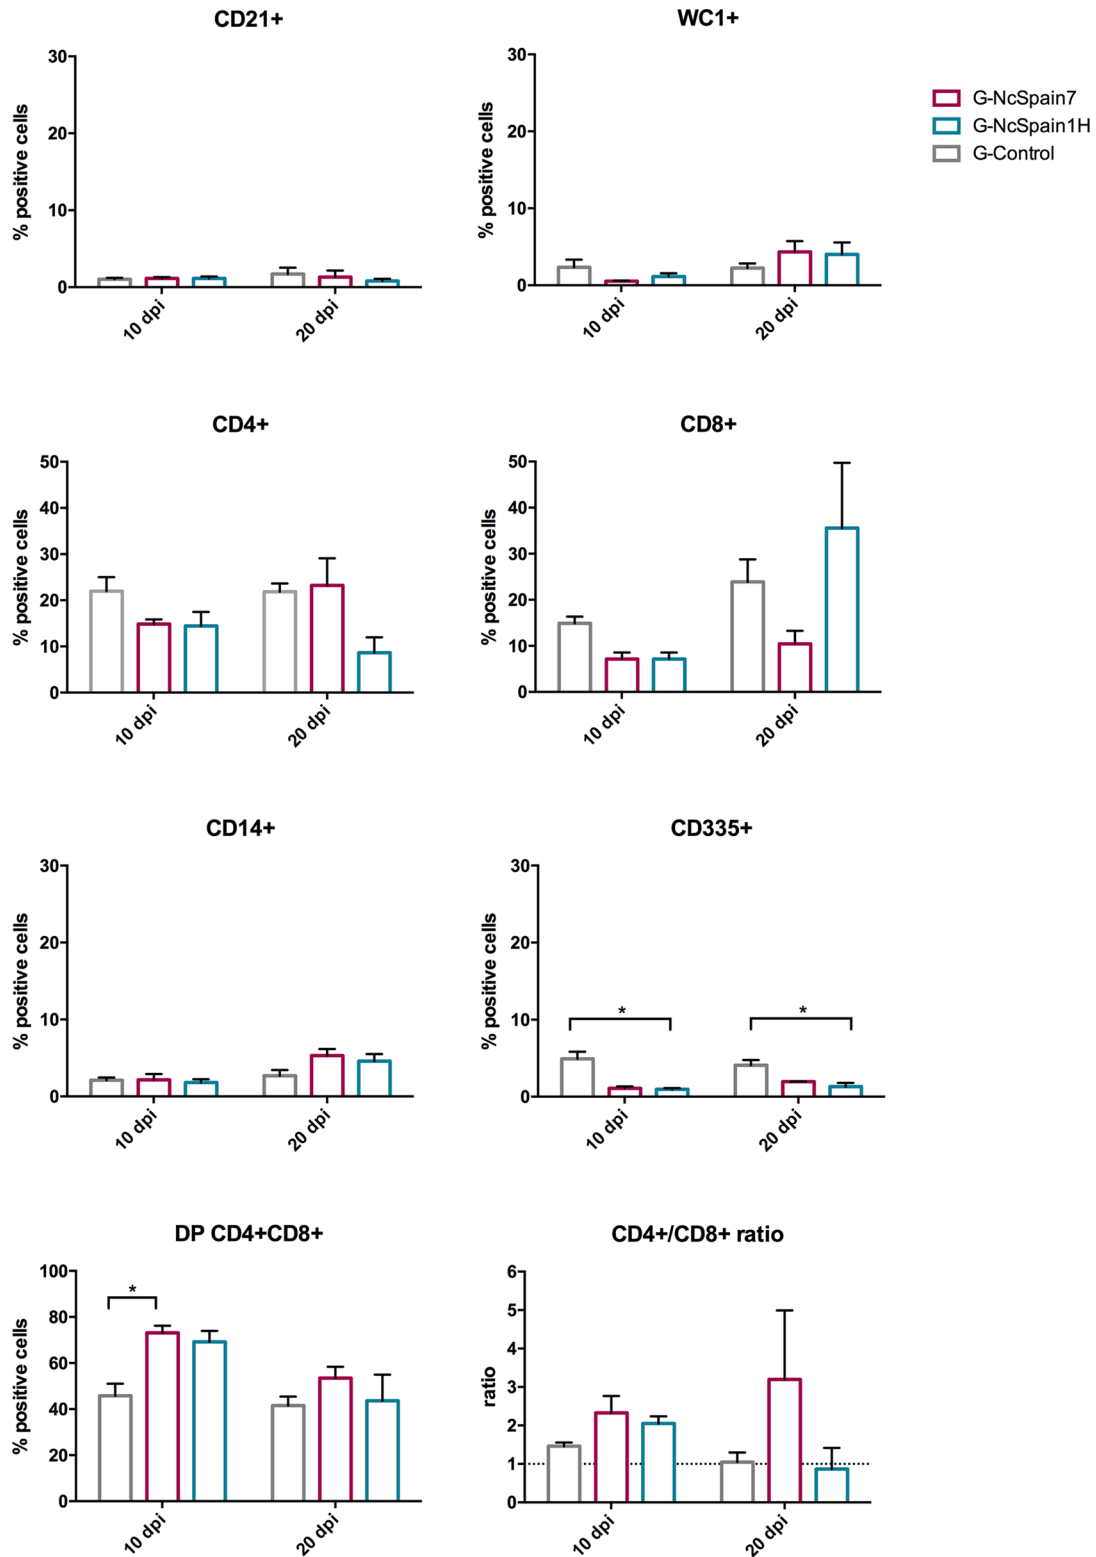 CD21+
% positive cells
30
20
10
0
10 dpi
20 dpi
WC1+
% positive cells
30
20
10
0
10 dpi
20 dpi
G-NcSpain7
G-NcSpain1H
G-Control
CD4+
% positive cells
50
40
30
20
10
0
10 dpi
20 dpi
CD8+
% positive cells
50
40
30
20
10
0
10 dpi
20 dpi
CD14+
% positive cells
30
20
10
0
10 dpi
20 dpi
CD335+
% positive cells
30
20
10
0
*
*
10 dpi
20 dpi
DP CD4+CD8+
% positive cells
100
80
60
40
20
0
*
10 dpi
20 dpi
CD4+/CD8+ ratio
ratio
6
5
4
3
2
1
0
10 dpi
20 dpi